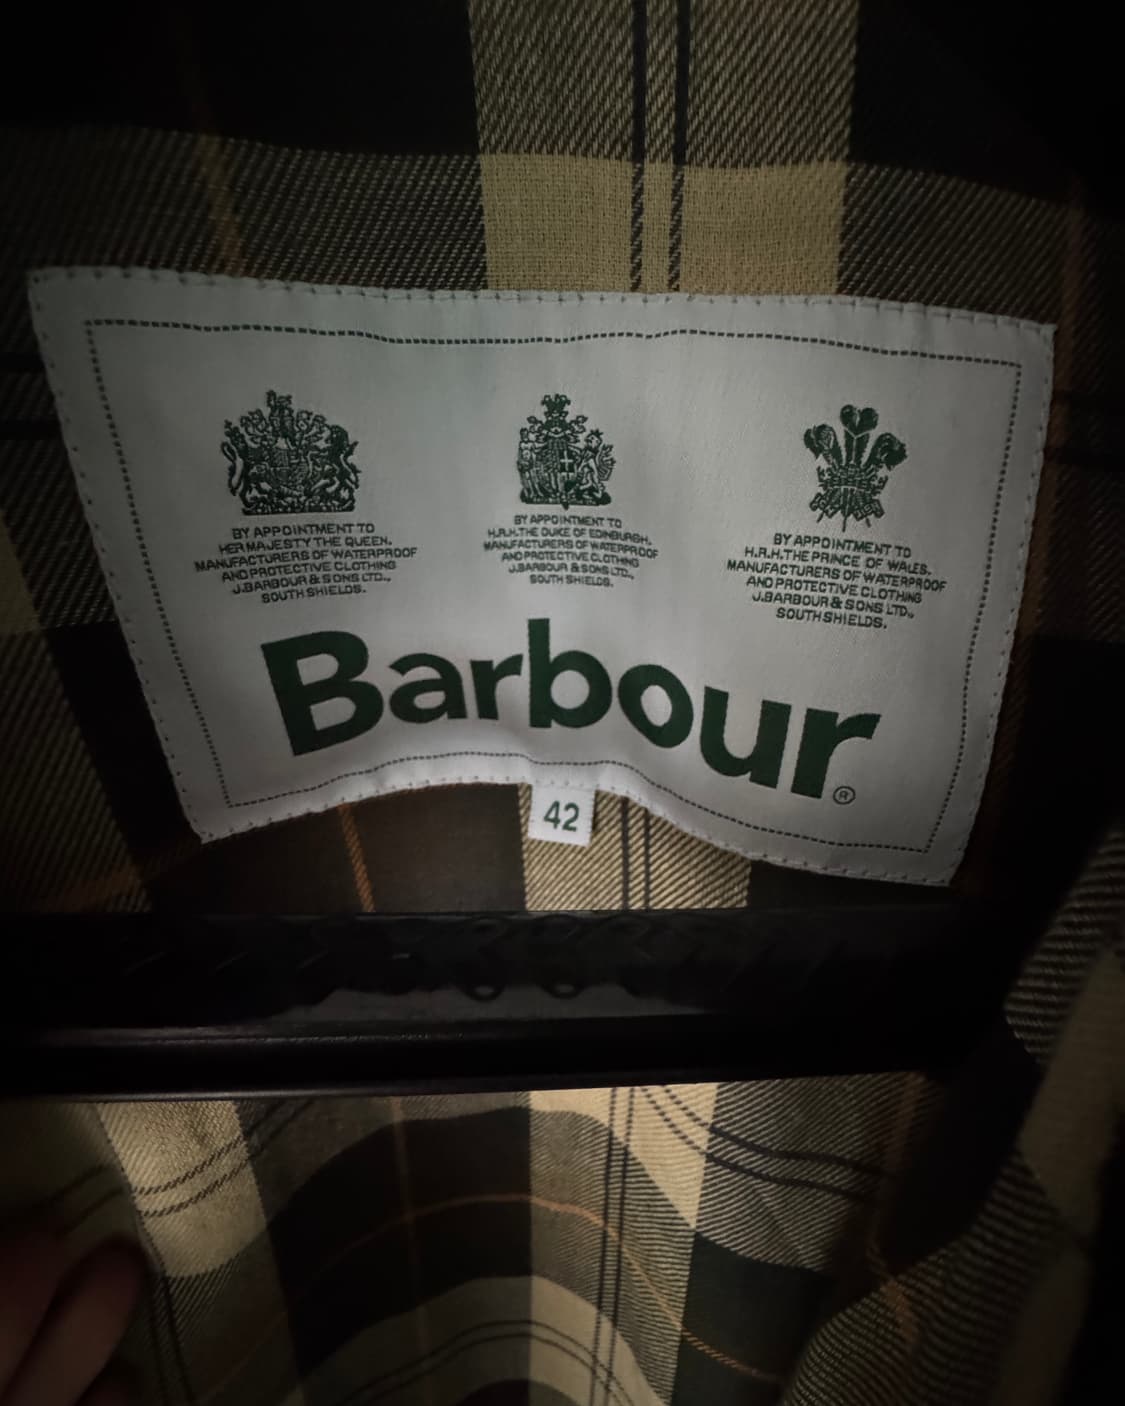 BY APPOINTMENT TO
HER MAJESTY THE QUEEN.
MANUFACTURERS OF WATERPROOF
AND PROTECTIVE CLOTHING
J.BARBOUR & SONS LTD.,
SOUTH SHIELDS.
BY APPOINTMENT TO
H.R.H.THE DUKE OF EDINBURGH.
MANUFACTURERS OF WATERPROOF
AND PROTECTIVE CLOTHING
J.BARBOUR & SONS LTD.,
SOUTH SHIELDS.
BY APPOINTMENT TO
H.R.H.THE PRINCE OF WALES.
MANUFACTURERS OF WATERPROOF
AND PROTECTIVE CLOTHING
J.BARBOUR & SONS LTD.,
SOUTH SHIELDS.
Barbour®
42